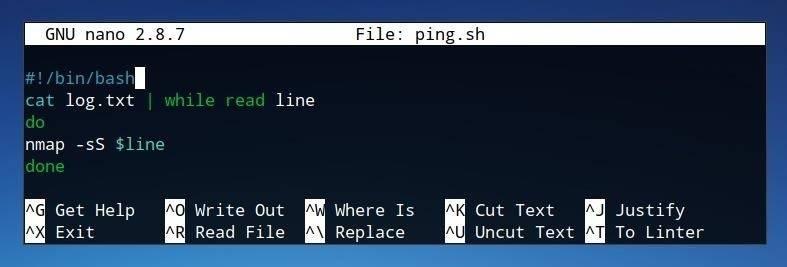 GNU nano 2.8.7 File: ping.sh
#!/bin/bash
cat log.txt | while read line
do
nmap -sS $line
done
^G Get Help ^O Write Out ^W Where Is ^K Cut Text ^J Justify
^X Exit ^R Read File ^\ Replace ^U Uncut Text ^T To Linter